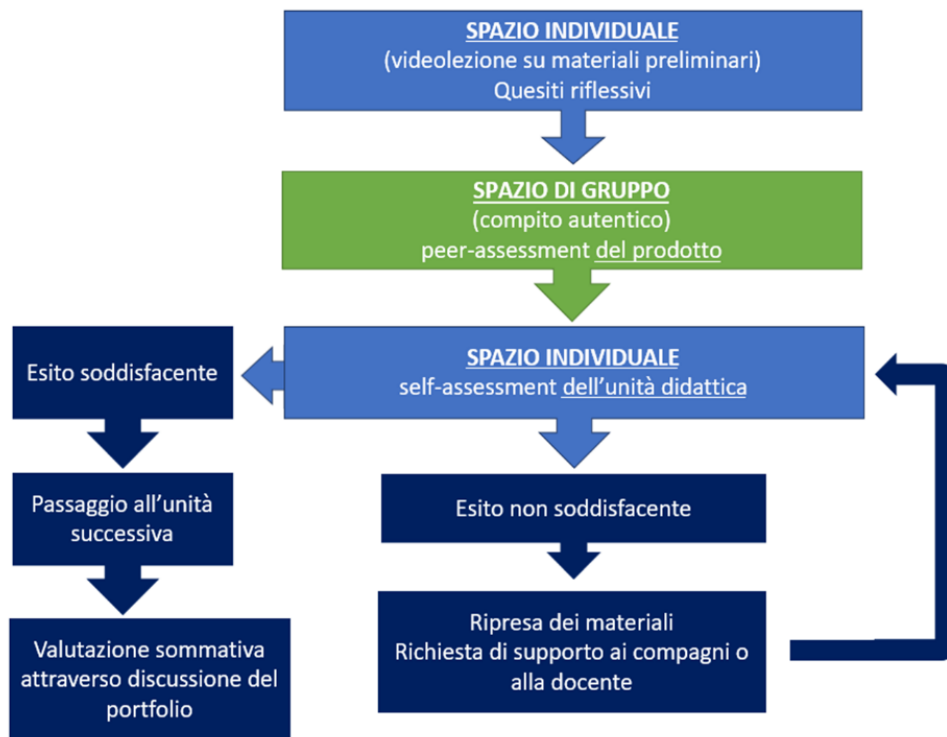 SPAZIO INDIVIDUALE
(videolezione su materiali preliminari)
Quesiti riflessivi
SPAZIO DI GRUPPO
(compito autentico)
peer-assessment del prodotto
SPAZIO INDIVIDUALE
self-assessment dell'unità didattica
Esito soddisfacente
Passaggio all'unità
successiva
Valutazione sommativa
attraverso discussione del
portfolio
Esito non soddisfacente
Ripresa dei materiali
Richiesta di supporto ai compagni o
alla docente